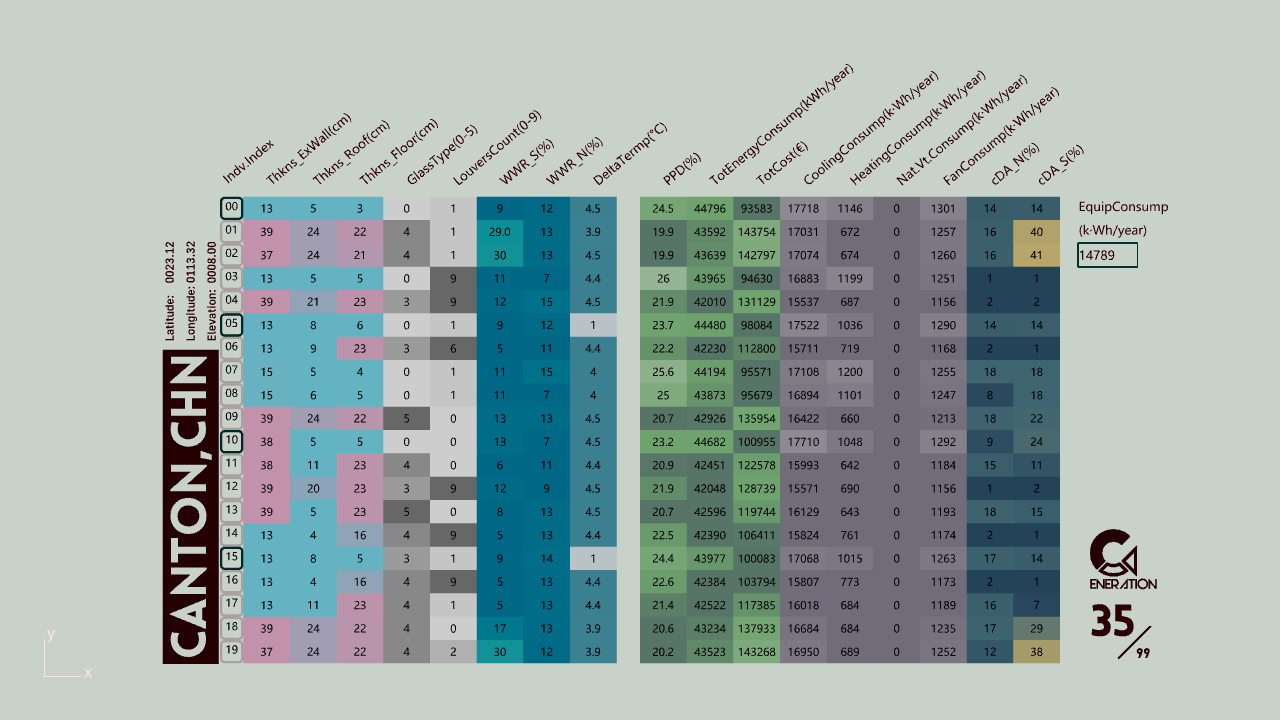 Indv.Index Thkns_ExWall(cm) Thkns_Roof(cm) Thkns_Floor(cm) GlassType(0-5) LouversCount(0-9) WWR_S(%) WWR_N(%) DeltaTermp(°C) PPD(%) TotEnergyConsump(kWh/year) TotCost(€) CoolingConsump(k·Wh/year) HeatingConsump(k·Wh/year) Nat.Vt.Consump(k·Wh/year) FanConsump(k·Wh/year) cDA_N(%) cDA_S(%)
00 13 5 3 0 1 9 12 4.5 24.5 44796 93583 17718 1146 0 1301 14 14
01 39 24 22 4 1 29.0 13 3.9 19.9 43592 143754 17031 672 0 1257 16 40
02 37 24 21 4 1 30 13 4.5 19.9 43639 142797 17074 674 0 1260 16 41
03 13 5 5 0 9 11 7 4.4 26 43965 94630 16883 1199 0 1251 1 1
04 39 21 23 3 9 12 15 4.5 21.9 42010 131129 15537 687 0 1156 2 2
05 13 8 6 0 1 9 12 1 23.7 44480 98084 17522 1036 0 1290 14 14
06 13 9 23 3 6 5 11 4.4 22.2 42230 112800 15711 719 0 1168 2 1
07 15 5 4 0 1 11 15 4 25.6 44194 95571 17108 1200 0 1255 18 18
08 15 6 5 0 1 11 7 4 25 43873 95679 16894 1101 0 1247 8 18
09 39 24 22 5 0 13 13 4.5 20.7 42926 135954 16422 660 0 1213 18 22
10 38 5 5 0 0 13 7 4.5 23.2 44682 100955 17710 1048 0 1292 9 24
11 38 11 23 4 0 6 11 4.4 20.9 42451 122578 15993 642 0 1184 15 11
12 39 20 23 3 9 12 9 4.5 21.9 42048 128739 15571 690 0 1156 1 2
13 39 5 23 5 0 8 13 4.5 20.7 42596 119744 16129 643 0 1193 18 15
14 13 4 16 4 9 5 13 4.4 22.5 42390 106411 15824 761 0 1174 2 1
15 13 8 5 3 1 9 14 1 24.4 43977 100083 17068 1015 0 1263 17 14
16 13 4 16 4 9 5 13 4.4 22.6 42384 103794 15807 773 0 1173 2 1
17 13 11 23 4 1 5 13 4.4 21.4 42522 117385 16018 684 0 1189 16 7
18 39 24 22 4 0 17 13 3.9 20.6 43234 137933 16684 684 0 1235 17 29
19 37 24 22 4 2 30 12 3.9 20.2 43523 143268 16950 689 0 1252 12 38
Latitude: 0023.12
Longitude: 0113.32
Elevation: 0008.00
CANTON,CHN
EquipConsump
(k·Wh/year)
14789
ENERATION
35/99
y
x